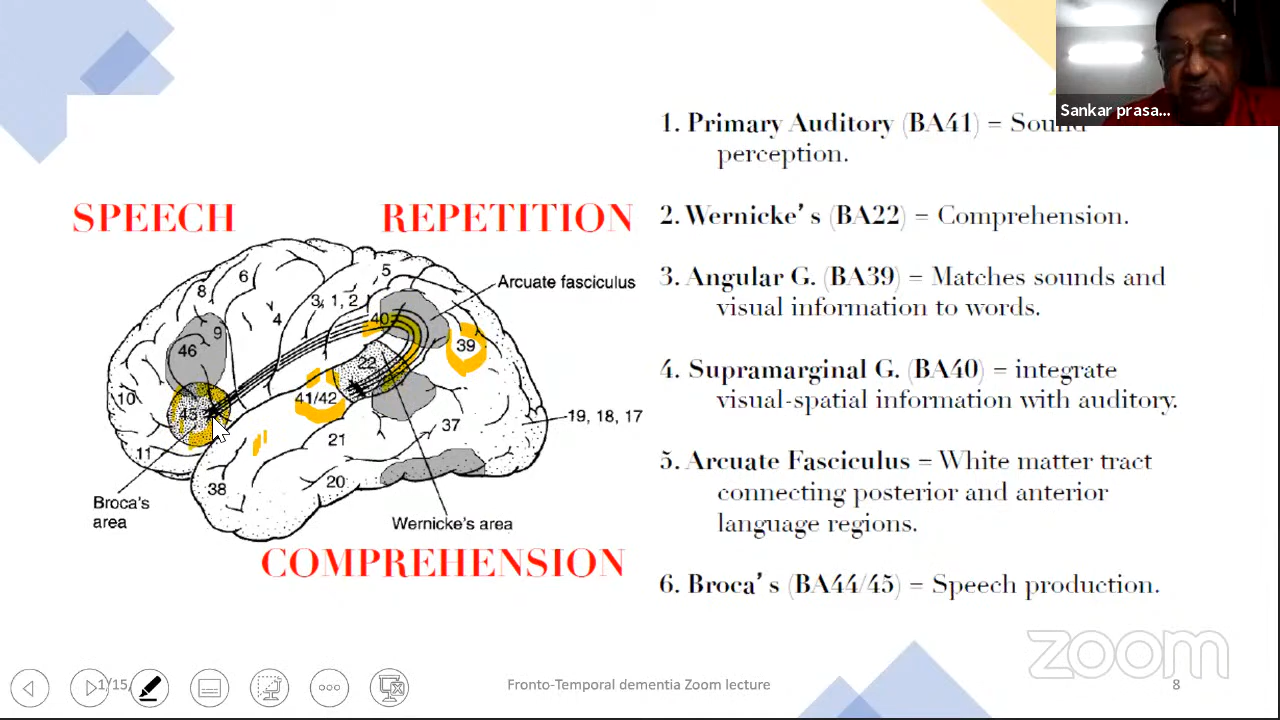 Sankar prasa...
1. Primary Auditory (BA41) = Sound
perception.
SPEECH
REPETITION
2. Wernicke's (BA22) = Comprehension.
3. Angular G. (BA39) = Matches sounds and
visual information to words.
Arcuate fasciculus
5
6
8
3, 1, 2
4
40
9
39
46
22
4. Supramarginal G. (BA40) = integrate
visual-spatial information with auditory.
10
41/42
45
19, 18, 17
37
21
11
20
38
5. Arcuate Fasciculus = White matter tract
connecting posterior and anterior
language regions.
Broca's
area
Wernicke's area
COMPREHENSION
6. Broca's (BA44/45) = Speech production.
zoom
1/15/
Fronto-Temporal dementia Zoom lecture
8